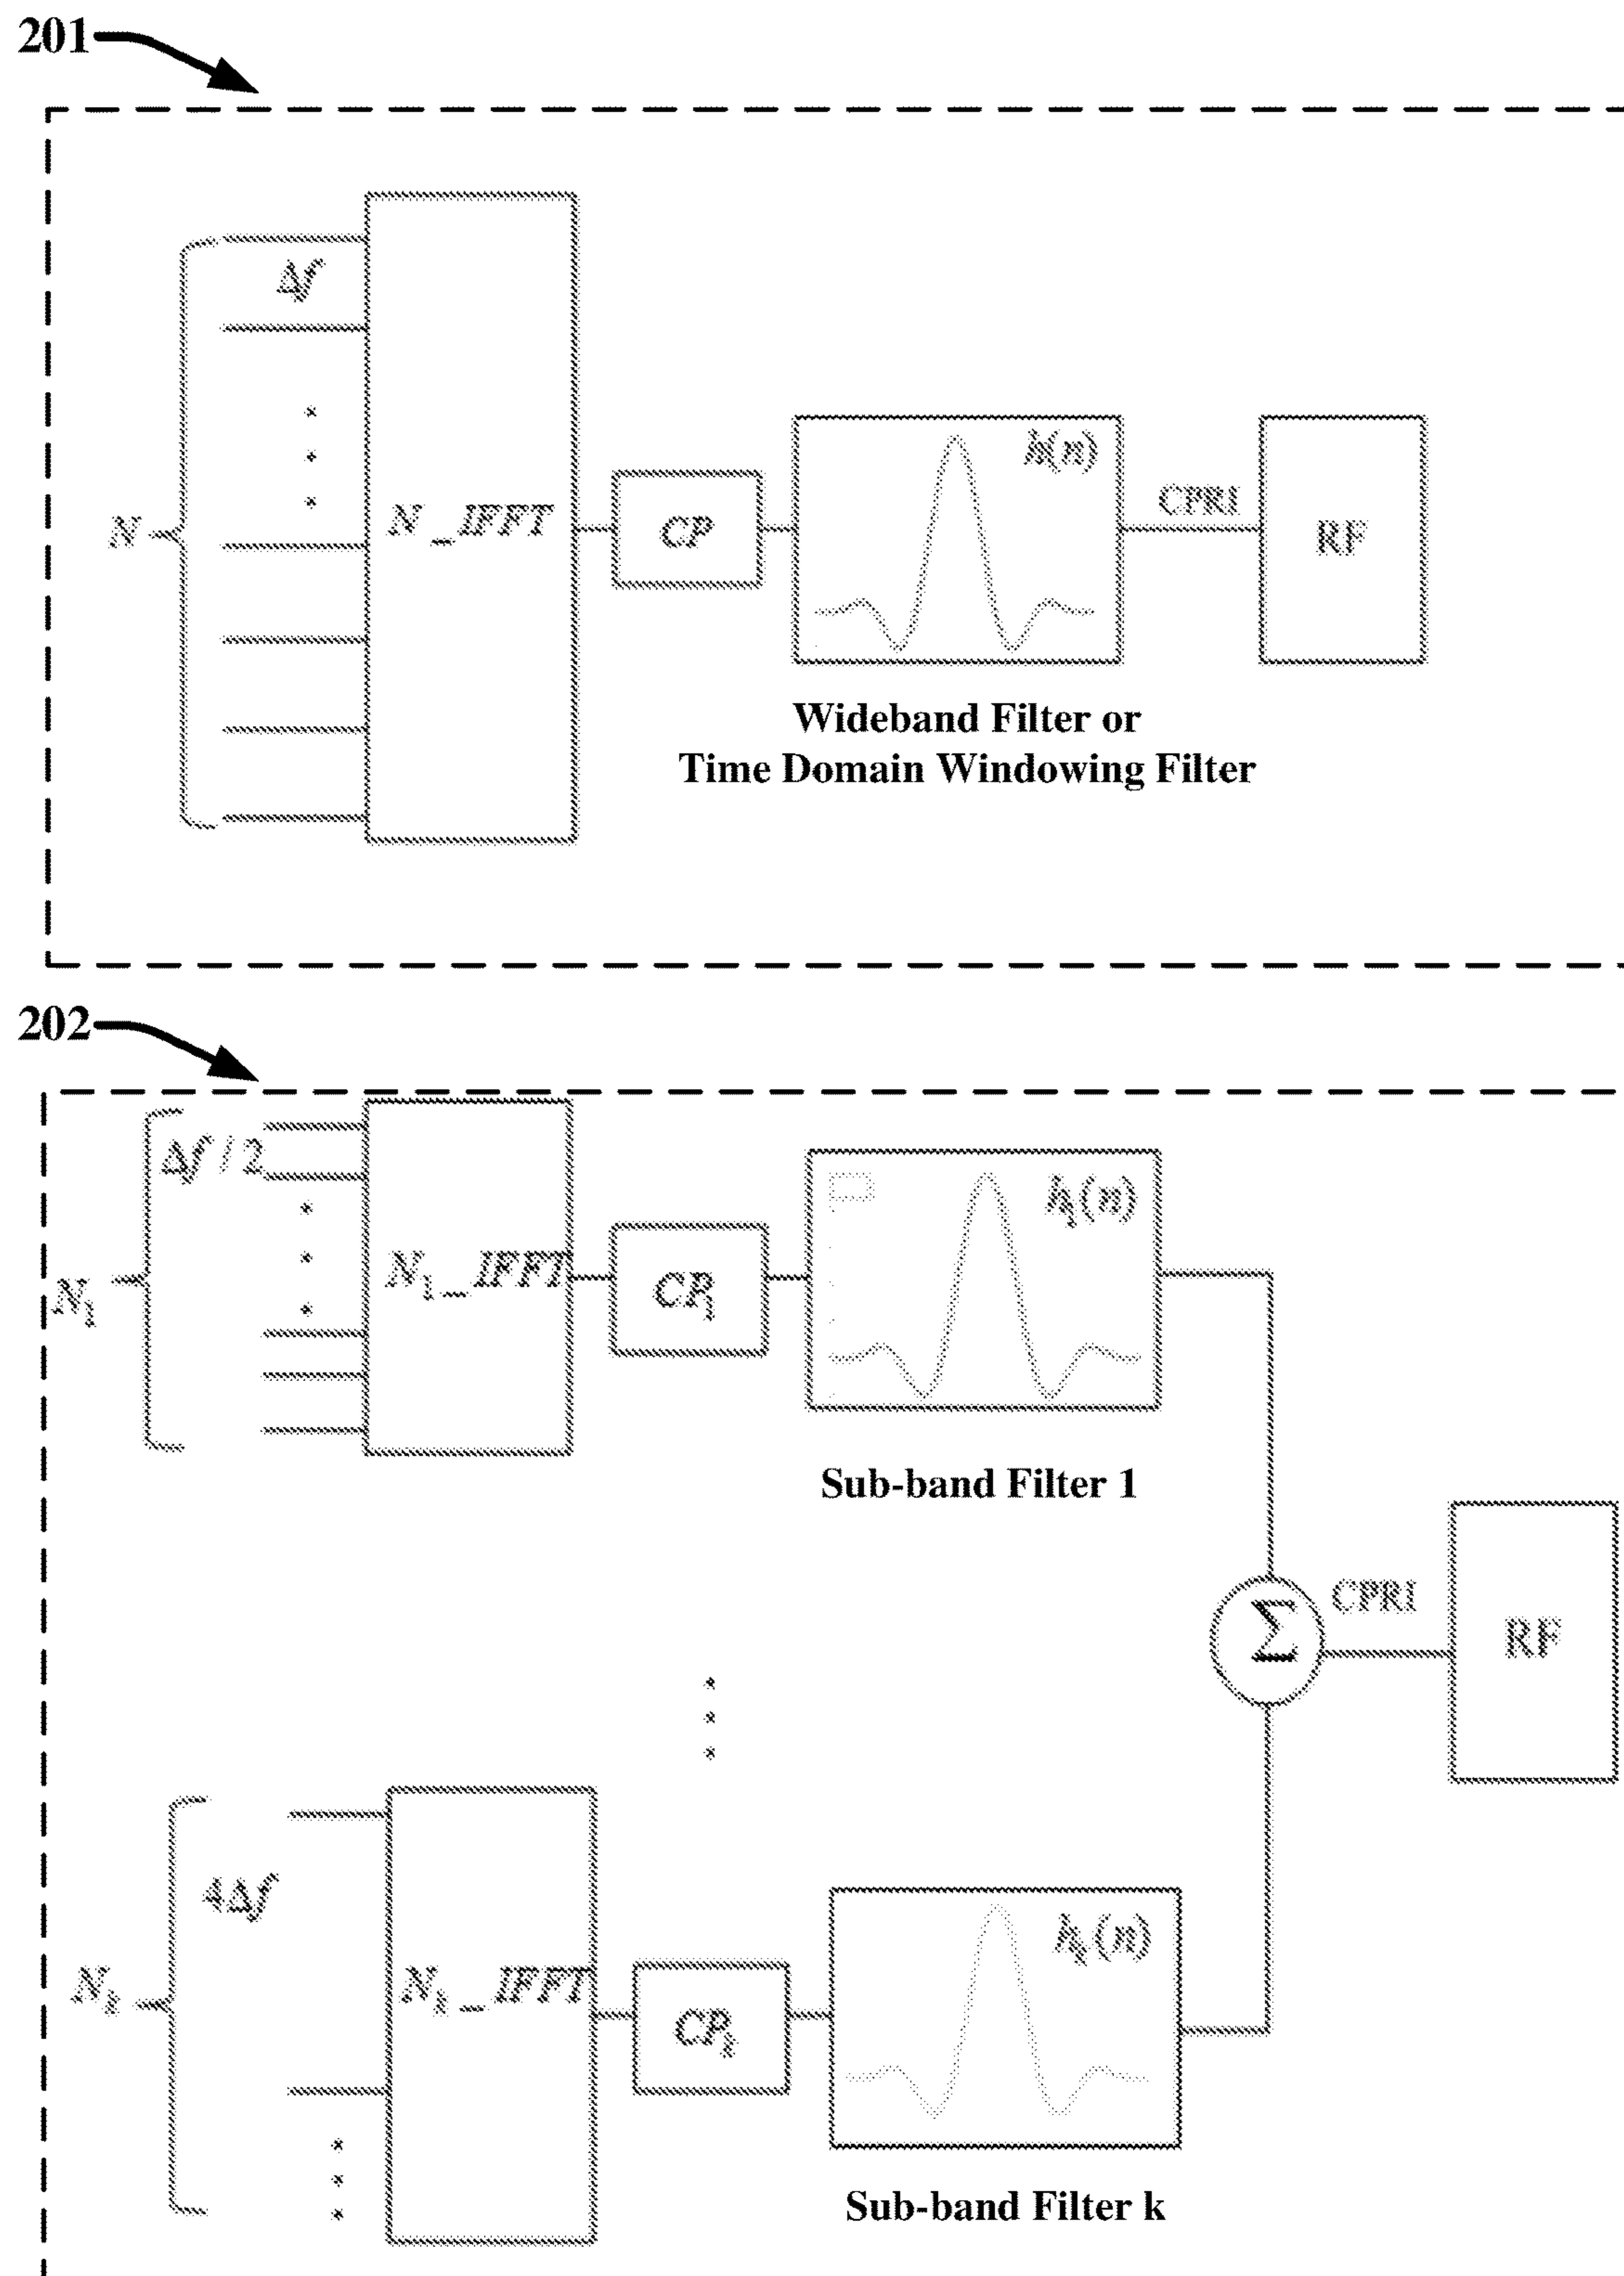 201
Δf
N
N_IFFT
CP
h(n)
CPRI
RF
Wideband Filter or
Time Domain Windowing Filter
202
Δf / 2
N₁
N₁_IFFT
CP₁
h₁(n)
Sub-band Filter 1
Σ
CPRI
RF
4Δf
Nₖ
Nₖ_IFFT
CPₖ
hₖ(n)
Sub-band Filter k